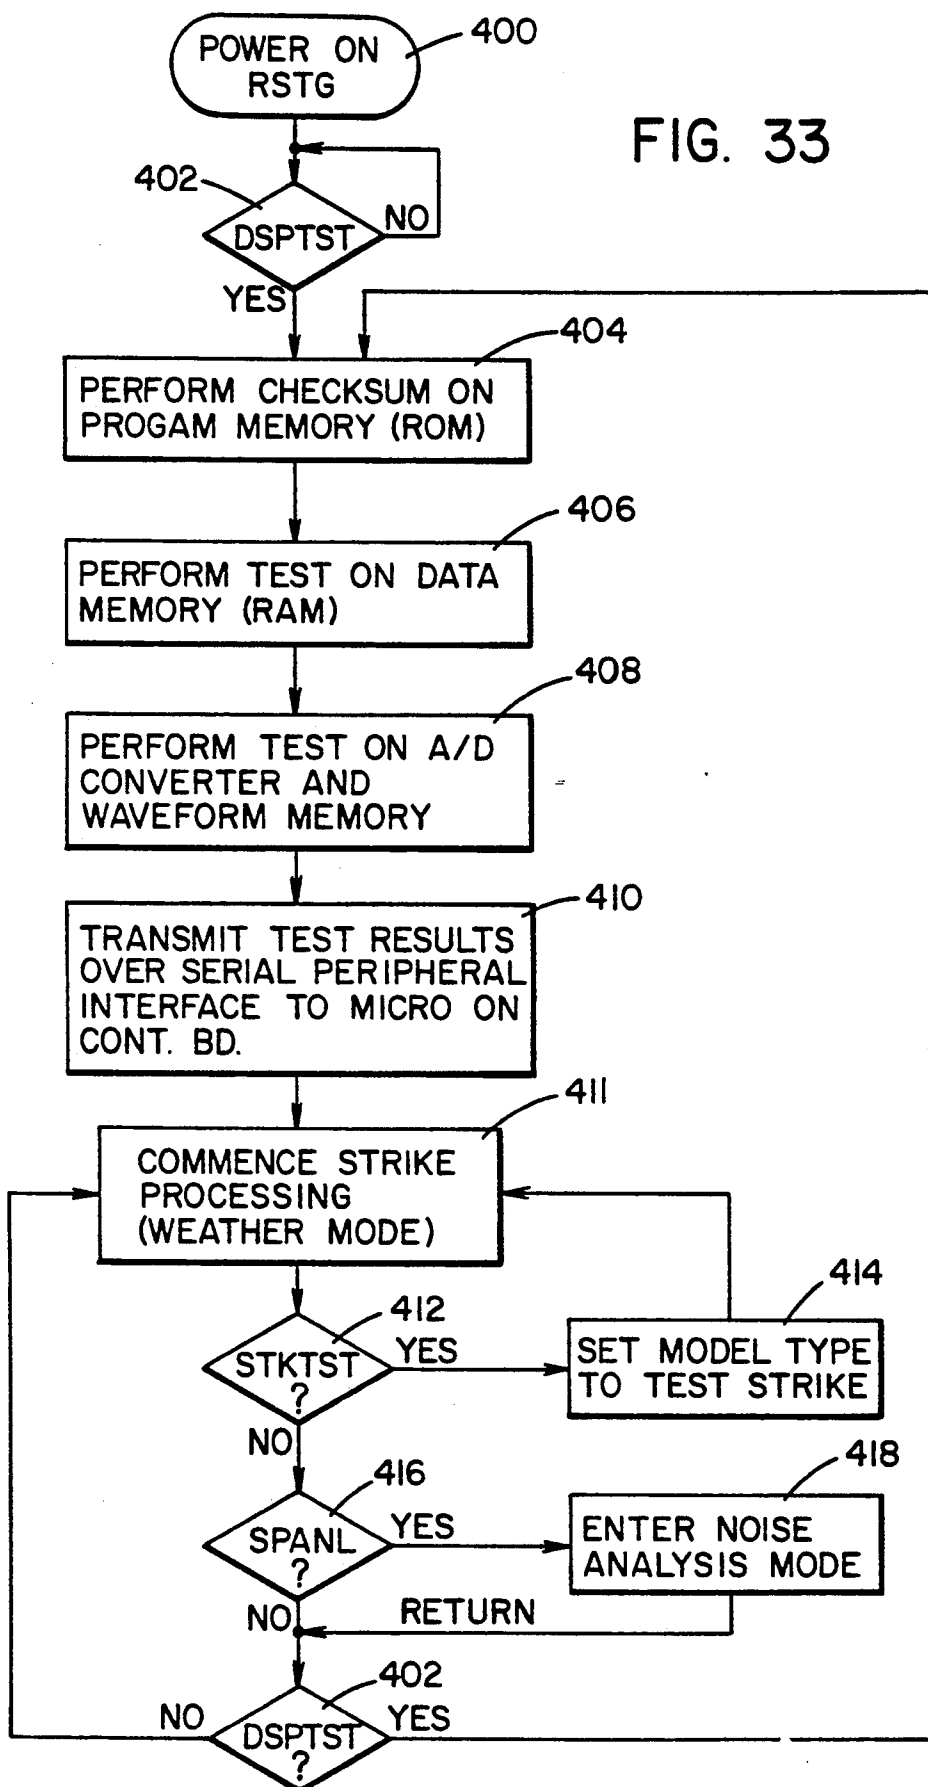 POWER ON
RSTG
400
FIG. 33
402
DSPTST
NO
YES
404
PERFORM CHECKSUM ON
PROGAM MEMORY (ROM)
406
PERFORM TEST ON DATA
MEMORY (RAM)
408
PERFORM TEST ON A/D
CONVERTER AND
WAVEFORM MEMORY
410
TRANSMIT TEST RESULTS
OVER SERIAL PERIPHERAL
INTERFACE TO MICRO ON
CONT. BD.
411
COMMENCE STRIKE
PROCESSING
(WEATHER MODE)
412
STKTST
?
YES
NO
414
SET MODEL TYPE
TO TEST STRIKE
416
SPANL
?
YES
NO
418
ENTER NOISE
ANALYSIS MODE
RETURN
402
DSPTST
?
NO
YES